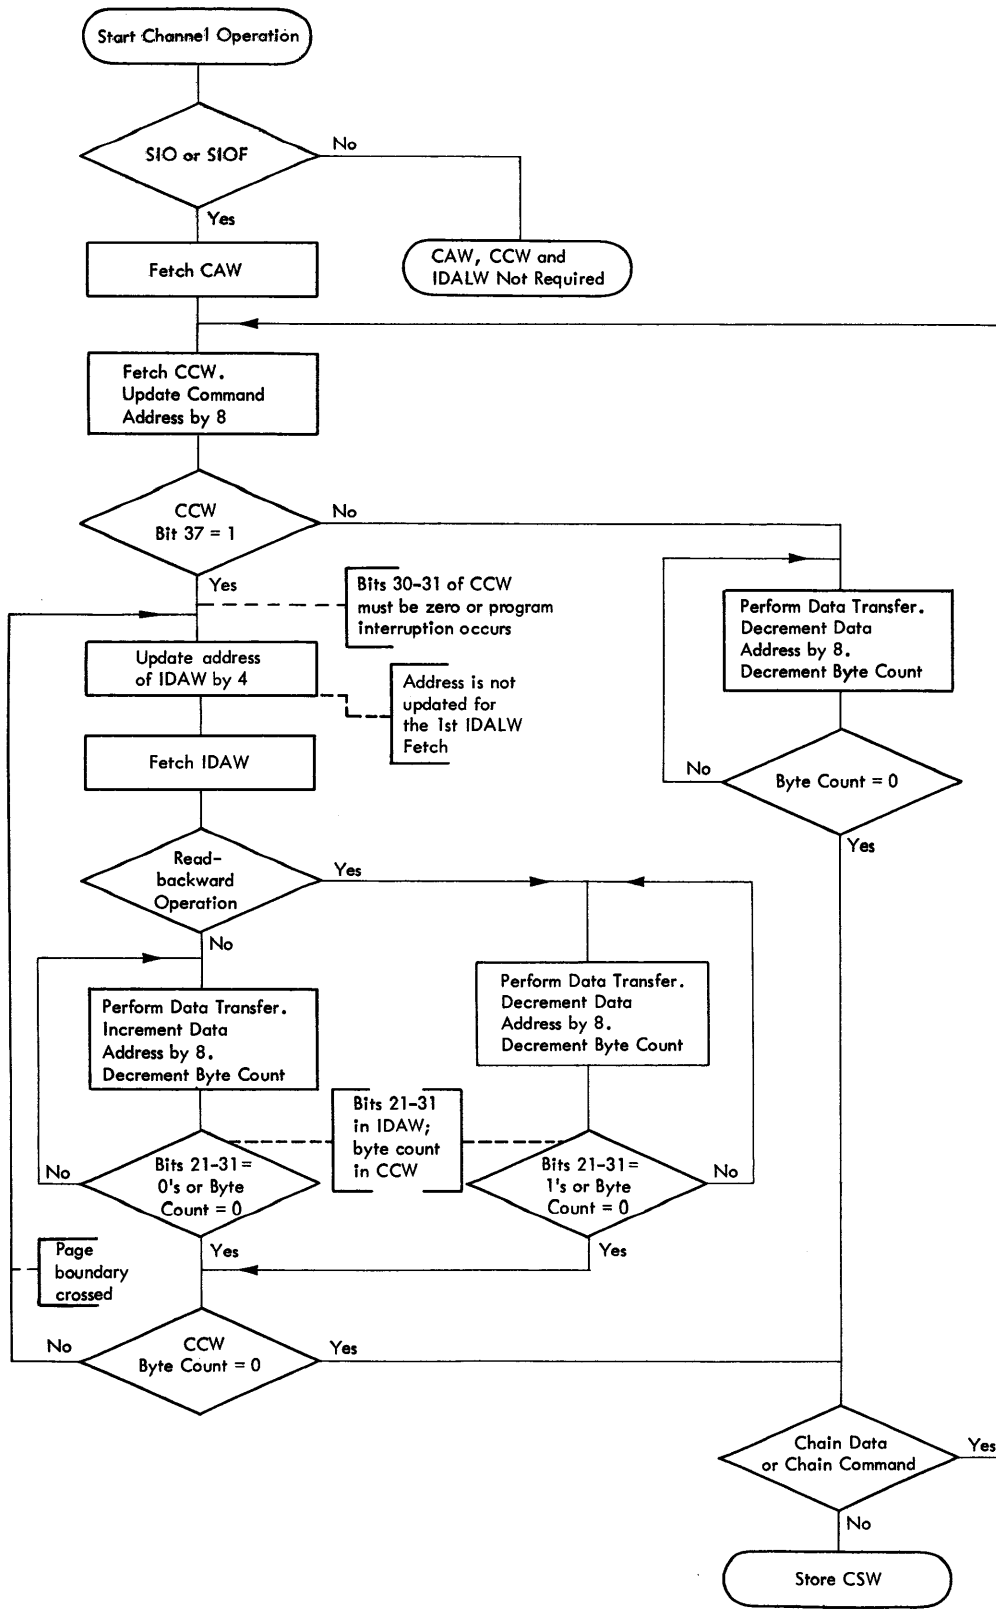 Start Channel Operation
SIO or SIOF
No
Yes
CAW, CCW and
IDALW Not Required
Fetch CAW
Fetch CCW.
Update Command
Address by 8
CCW
Bit 37 = 1
No
Yes
Bits 30-31 of CCW
must be zero or program
interruption occurs
Update address
of IDAW by 4
Address is not
updated for
the 1st IDALW
Fetch
Perform Data Transfer.
Decrement Data
Address by 8.
Decrement Byte Count
Fetch IDAW
No
Byte Count = 0
Yes
Read-
backward
Operation
Yes
No
Perform Data Transfer.
Increment Data
Address by 8.
Decrement Byte Count
Perform Data Transfer.
Decrement Data
Address by 8.
Decrement Byte Count
Bits 21-31
in IDAW;
byte count
in CCW
No
Bits 21-31=
0's or Byte
Count = 0
Yes
Bits 21-31=
1's or Byte
Count = 0
No
Yes
Page
boundary
crossed
No
CCW
Byte Count = 0
Yes
Chain Data
or Chain Command
Yes
No
Store CSW